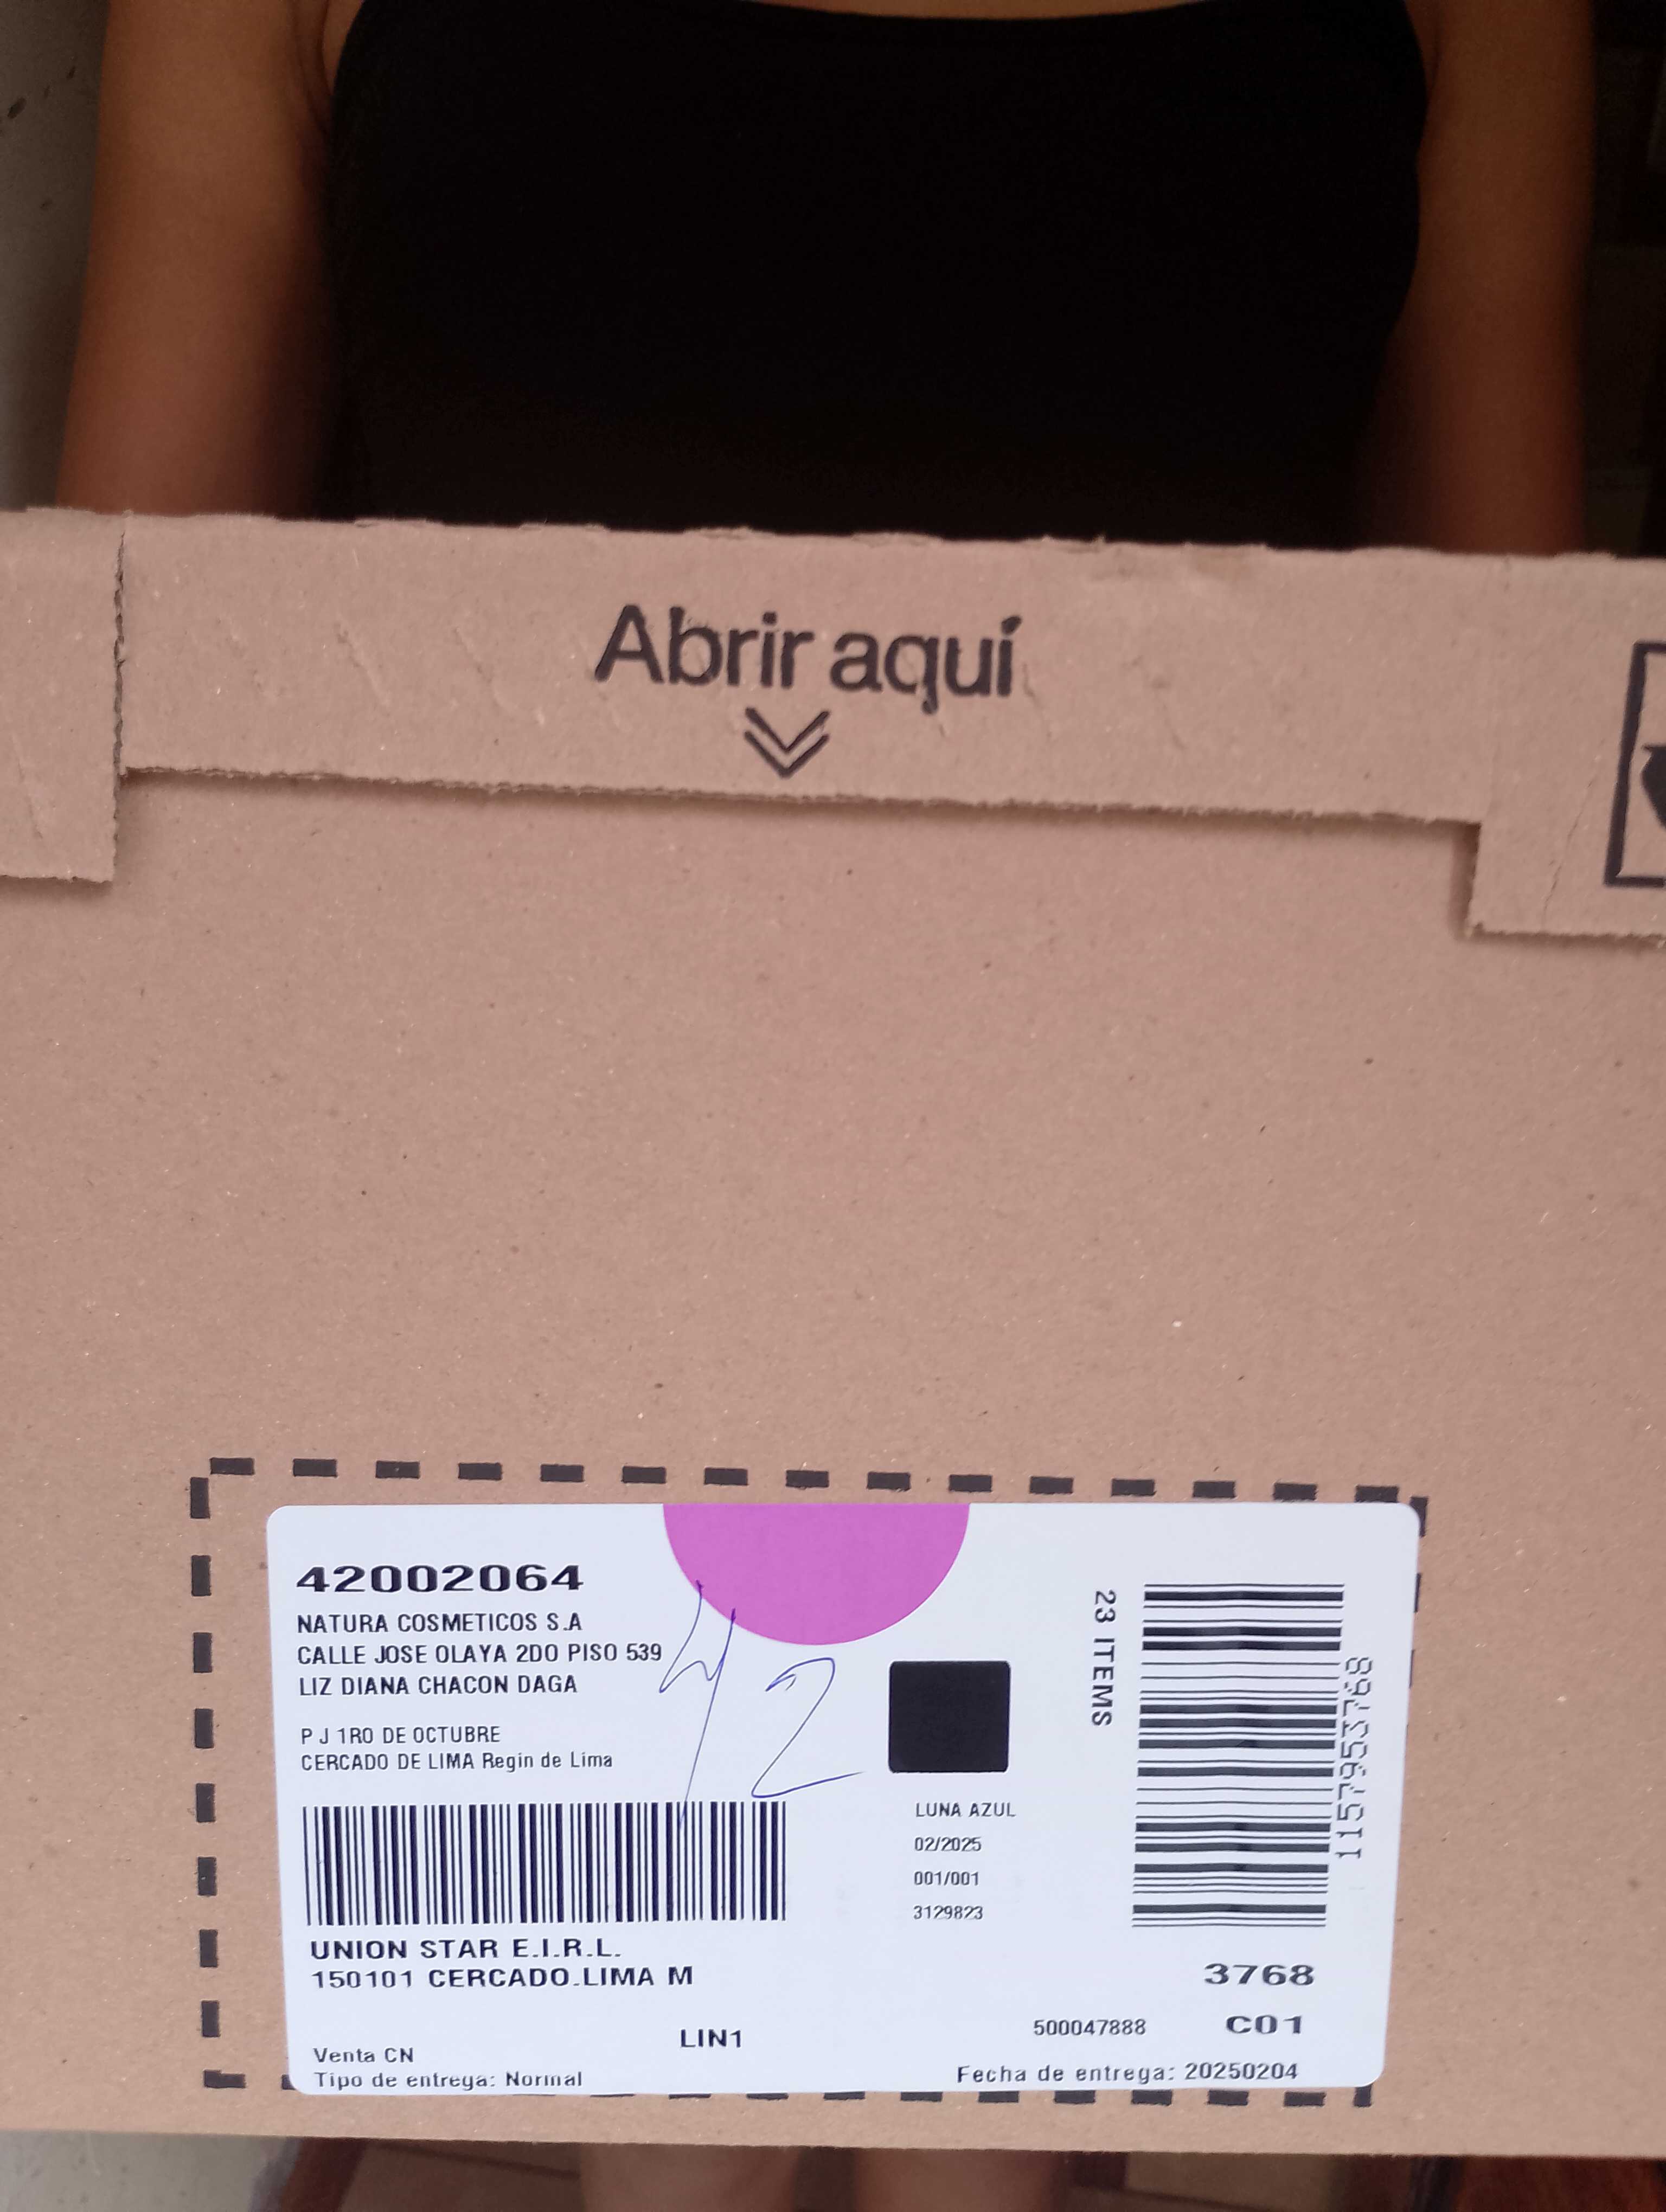 Abrir aquí
42002064
NATURA COSMETICOS S.A
CALLE JOSE OLAYA 2DO PISO 539
LIZ DIANA CHACON DAGA
P J 1RO DE OCTUBRE
CERCADO DE LIMA Regin de Lima
42
23 ITEMS
1157953768
LUNA AZUL
02/2025
001/001
3129823
UNION STAR E.I.R.L.
150101 CERCADO.LIMA M
3768
LIN1
500047888
C01
Venta CN
Tipo de entrega: Normal
Fecha de entrega: 20250204